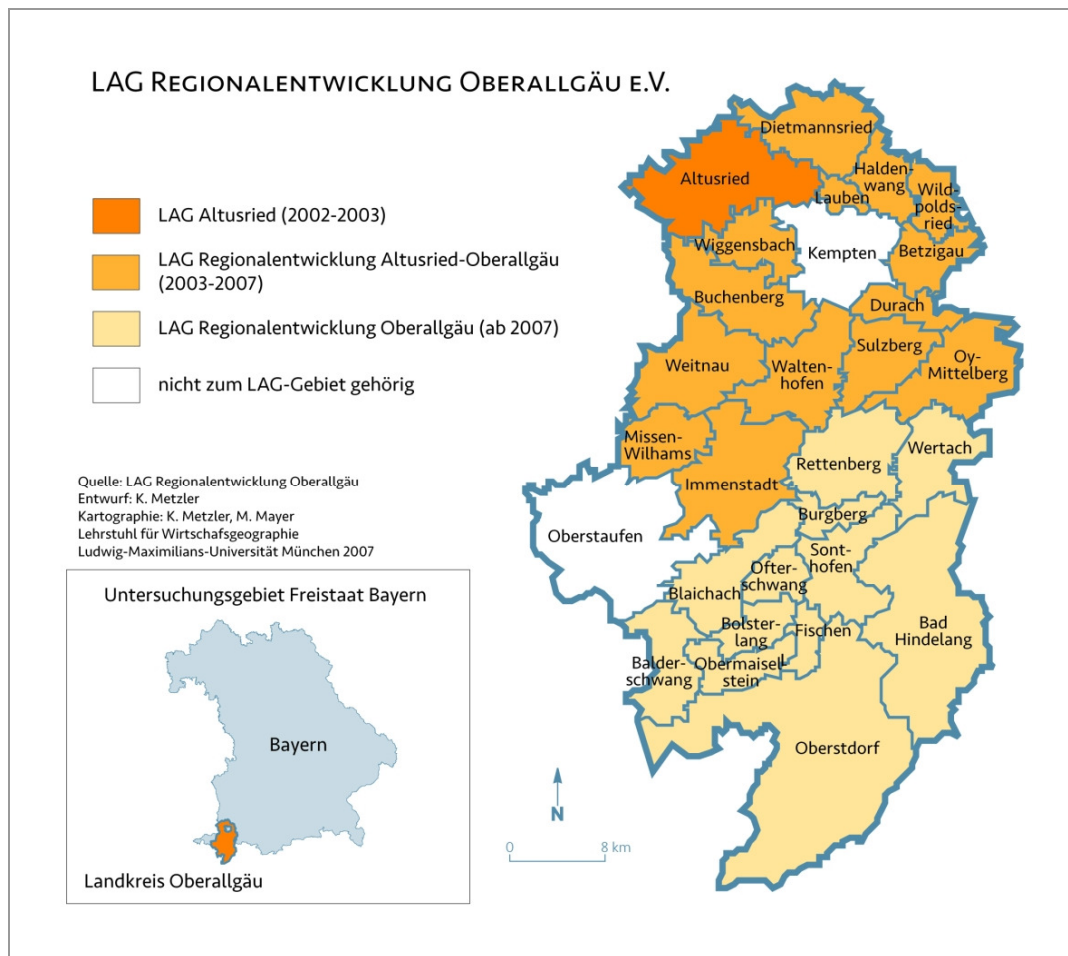 LAG Regionalentwicklung Oberallgäu e.V.
LAG Altusried (2002-2003)
LAG Regionalentwicklung Altusried-Oberallgäu
(2003-2007)
LAG Regionalentwicklung Oberallgäu (ab 2007)
nicht zum LAG-Gebiet gehörig
Quelle: LAG Regionalentwicklung Oberallgäu
Entwurf: K. Metzler
Kartographie: K. Metzler, M. Mayer
Lehrstuhl für Wirtschafsgeographie
Ludwig-Maximilians-Universität München 2007
Untersuchungsgebiet Freistaat Bayern
Bayern
Landkreis Oberallgäu
Dietmannsried
Altusried
Halden-
wang
Lauben
Wild-
poldsried
ried
Wiggensbach
Kempten
Betzigau
Buchenberg
Durach
Sulzberg
Oy-
Mittelberg
Weitnau
Walten-
hofen
Missen-
Wilhams
Immenstadt
Rettenberg
Wertach
Oberstaufen
Burgberg
Sont-
hofen
Ofter-
schwang
Blaichach
Bolster-
lang
Fischen
Bad
Hindelang
Balder-
schwang
Obermaisel-
stein
Oberstdorf
N
0 8 km